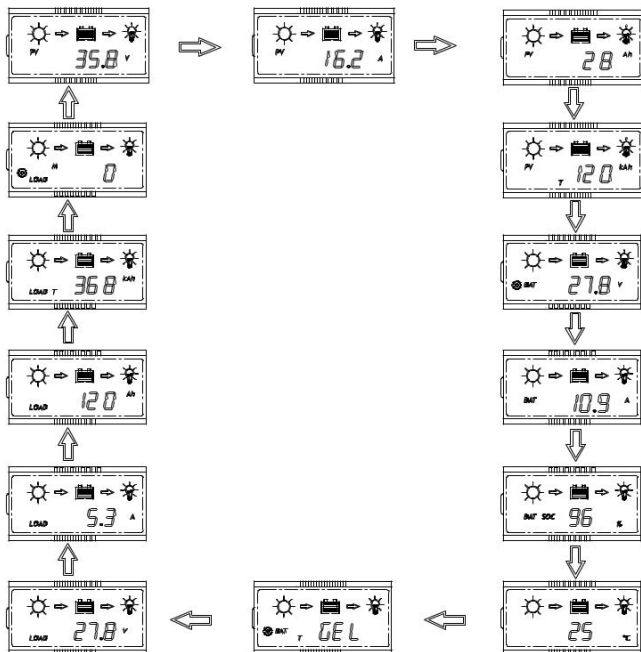 PV 35.8 V
PV 16.2 A
PV 28 Ah
PV T 120 kAh
BAT 27.8 V
BAT 10.9 A
BAT SOC 96 %
25 °C
BAT T GEL
LOAD 27.8 V
LOAD 5.3 A
LOAD 120 Ah
LOAD T 368 kAh
LOAD M 0